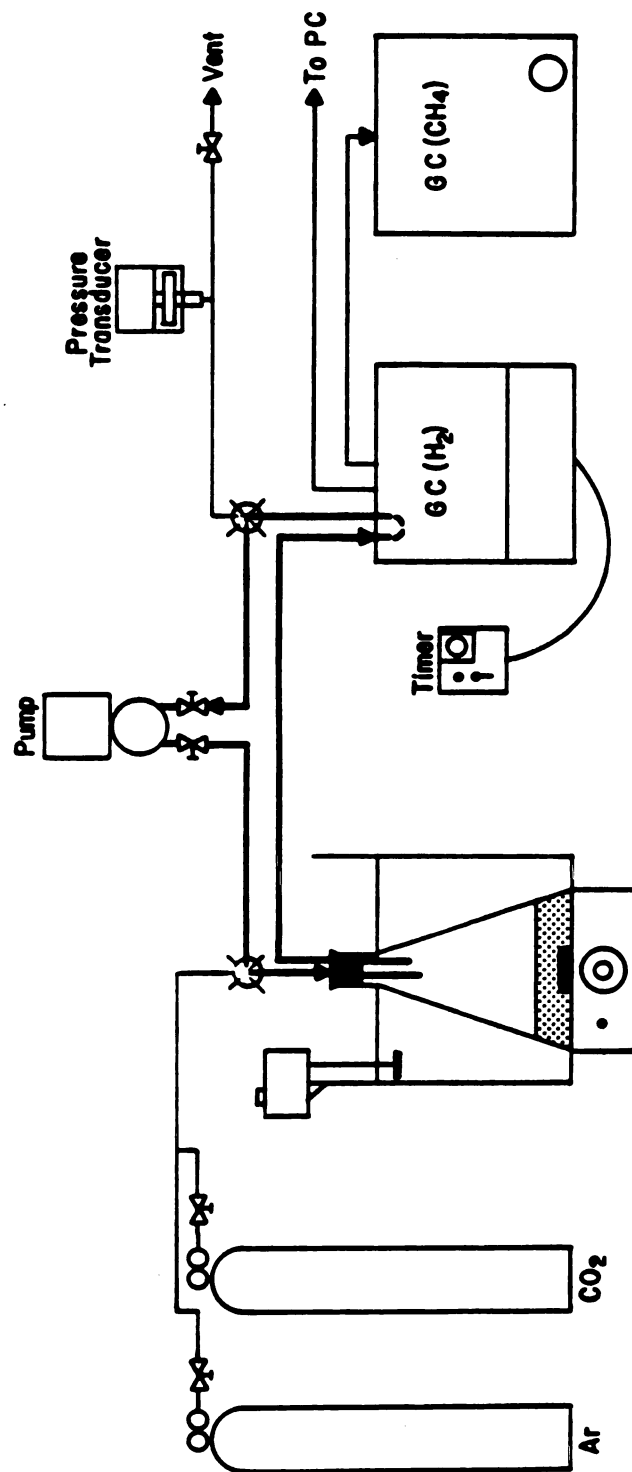 Pump
Pressure
Transducer
Vent
To PC
Timer
GC (H₂)
GC (CH4)
Ar
CO₂